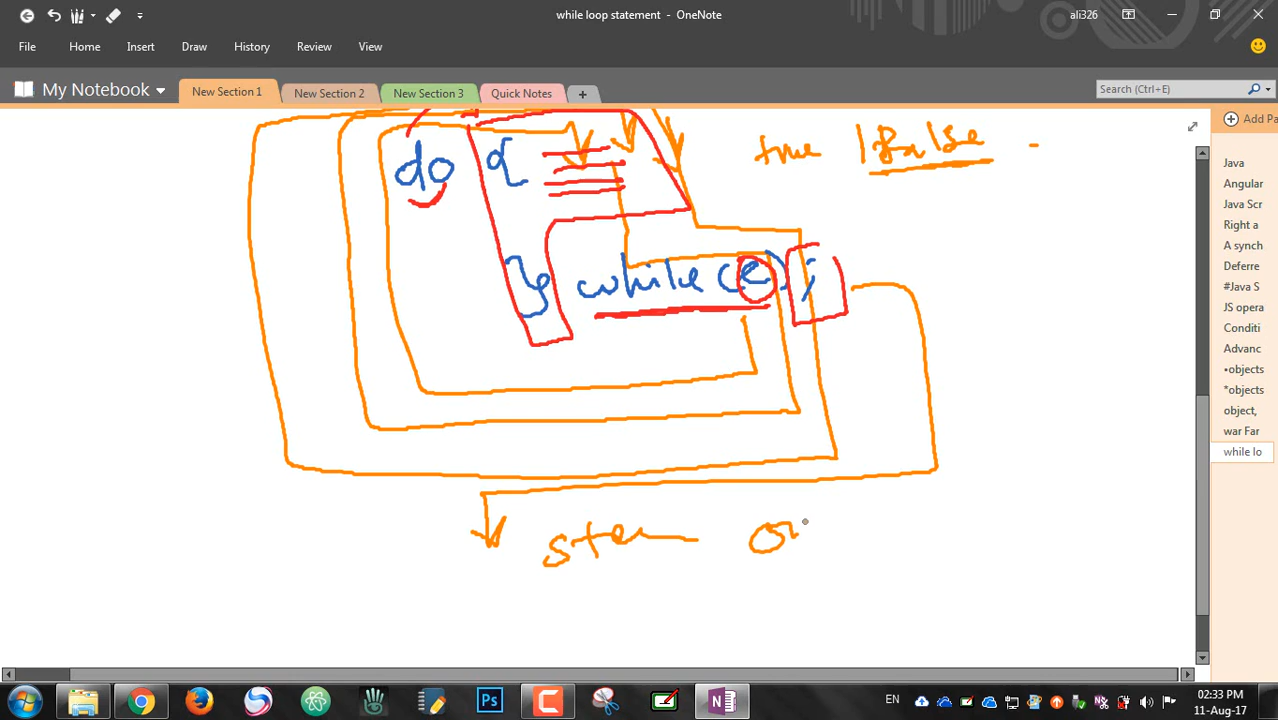 while loop statement - OneNote
ali326
File Home Insert Draw History Review View
My Notebook New Section 1 New Section 2 New Section 3 Quick Notes + Search (Ctrl+E)
Add Pa
true | false -
do {
} while (e) ;
Java
Angular
Java Scr
Right a
A synch
Deferre
#Java S
JS opera
Conditi
Advanc
•objects
*objects
object,
war Far
while lo
EN 02:33 PM
11-Aug-17